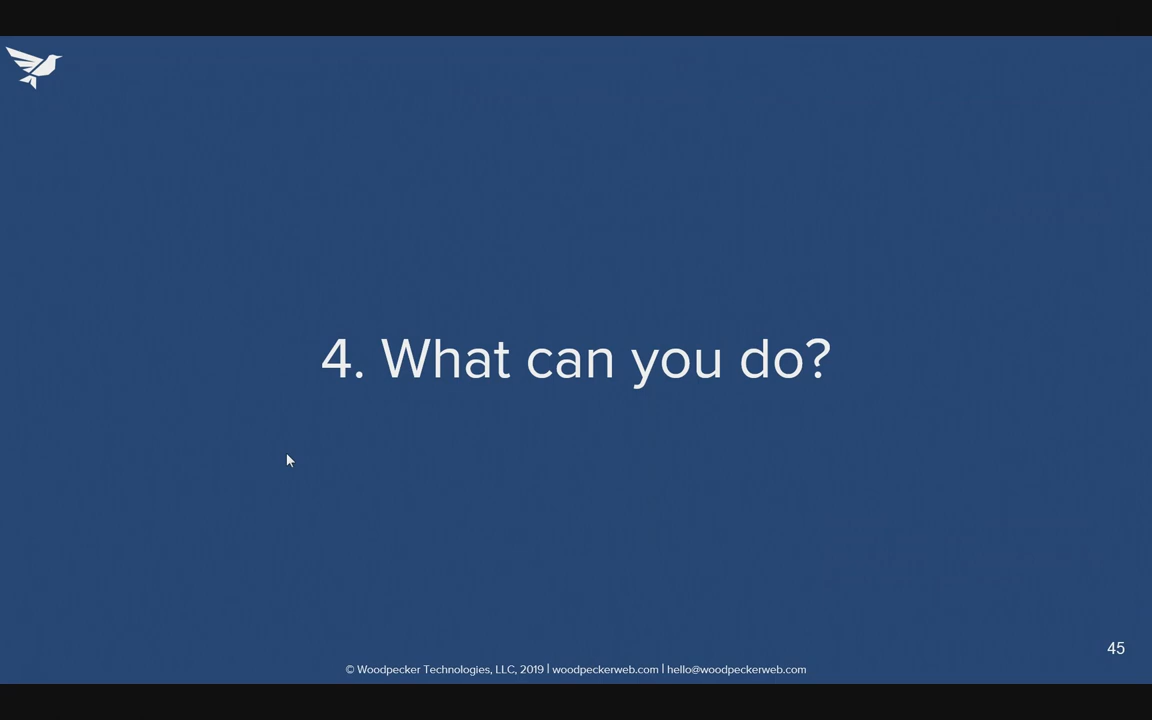 4. What can you do?
45
© Woodpecker Technologies, LLC, 2019 | woodpeckerweb.com | hello@woodpeckerweb.com